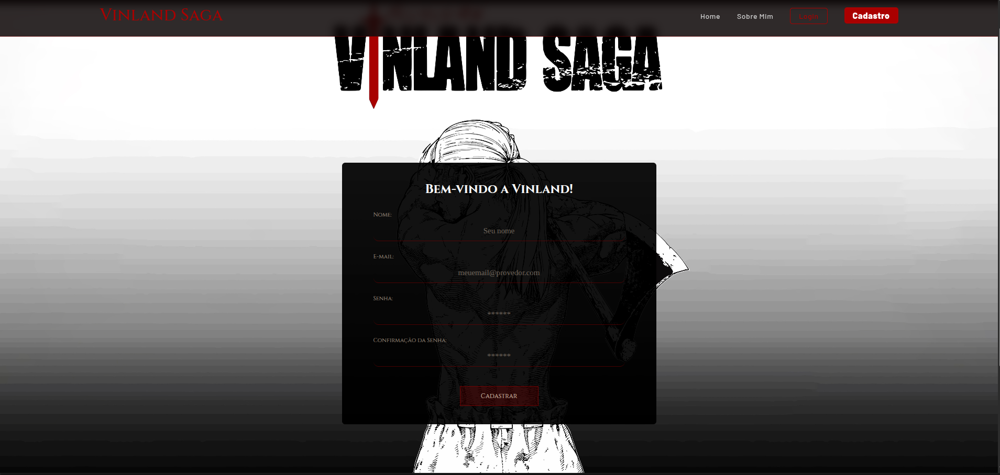 Vinland Saga
Home
Sobre Mim
Login
Cadastro
VINLAND SAGA
Bem-vindo a Vinland!
Nome:
Seu nome
E-mail:
meuemail@provedor.com
Senha:
******
Confirmação da Senha:
******
Cadastrar